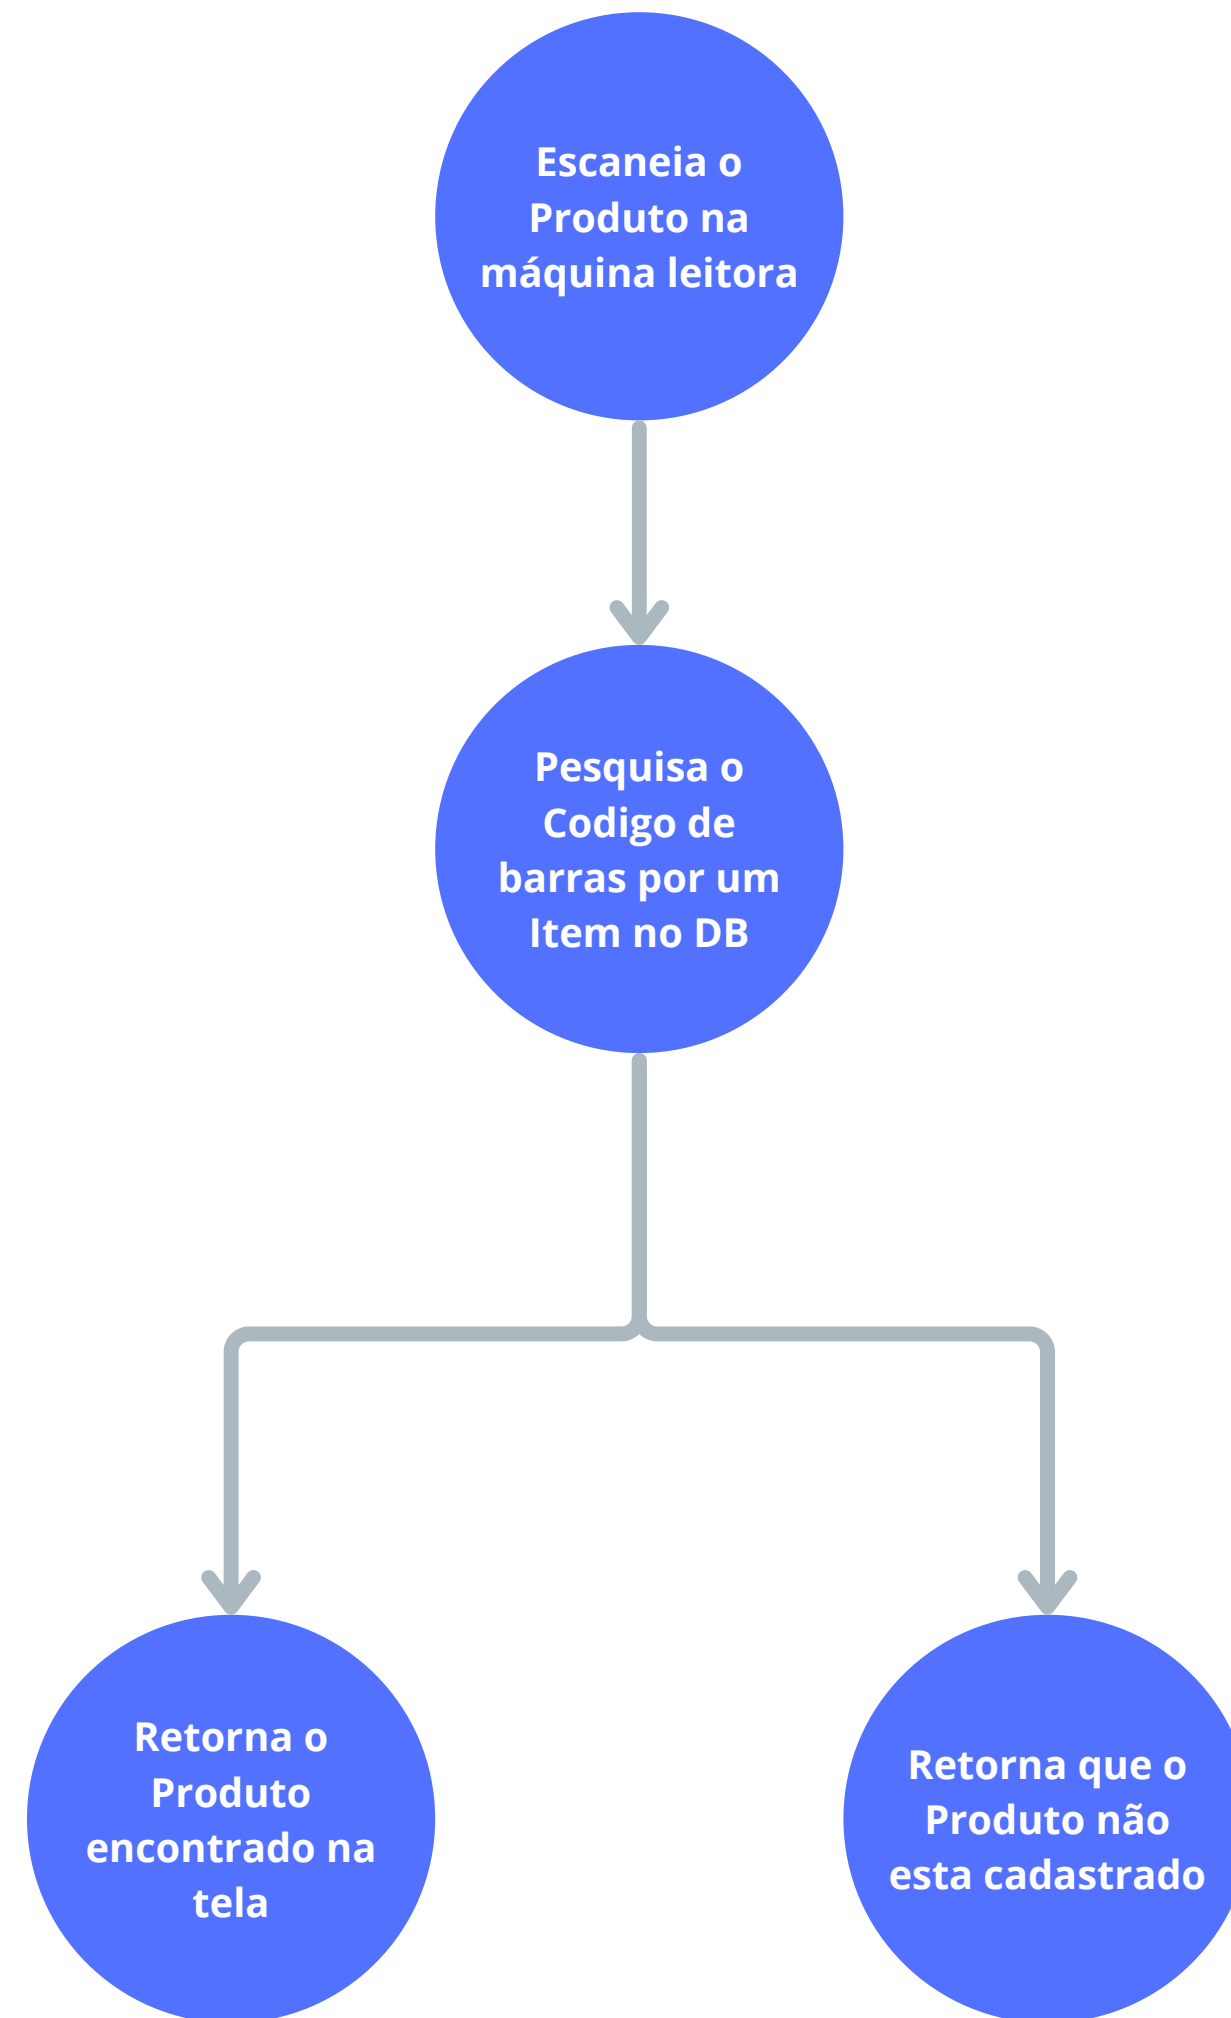 Escaneia o
Produto na
máquina leitora
Pesquisa o
Codigo de
barras por um
Item no DB
Retorna o
Produto
encontrado na
tela
Retorna que o
Produto não
esta cadastrado